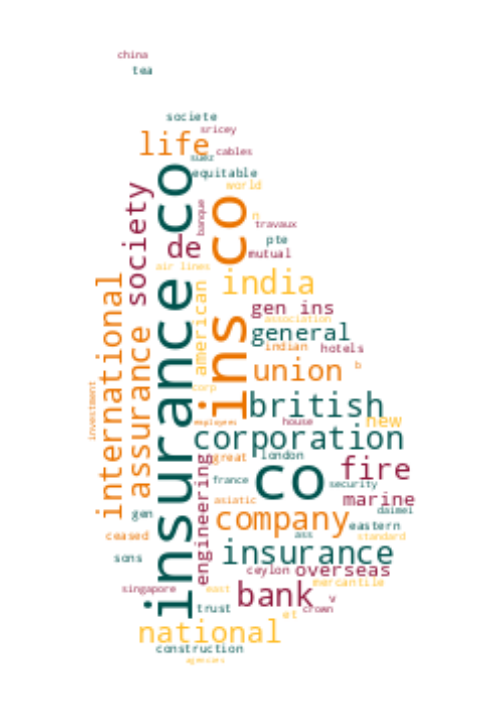 china
tea
societe
sricey
life
cables
suez
equitable
world
society
banque
insurance co
ins co
n
travaux
de
pte
mutual
air lines
india
international
american
gen ins
association
assurance
general
indian
hotels
union
b
investment
corp
british
employees
house
new
corporation
great
london
fire
co
engineering
france
security
asiatic
marine
gen
company
daimei
eastern
ceased
ass
standard
insurance
sons
ceylon
overseas
mercantile
singapore
east
bank
v
trust
crown
et
national
construction
agencies